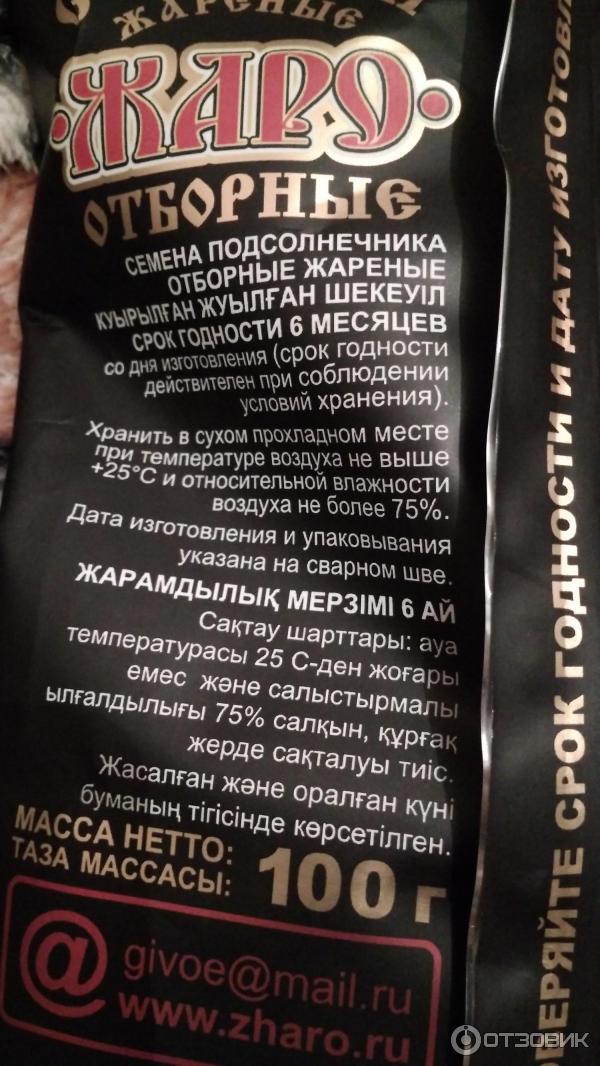 ЖАРЕНЫЕ
ЖАРО
ОТБОРНЫЕ
СЕМЕНА ПОДСОЛНЕЧНИКА
ОТБОРНЫЕ ЖАРЕНЫЕ
КУЫРЫЛҒАН ЖУЫЛҒАН ШЕКЕУІЛ
СРОК ГОДНОСТИ 6 МЕСЯЦЕВ
со дня изготовления (срок годности
действителен при соблюдении
условий хранения).
Хранить в сухом прохладном месте
при температуре воздуха не выше
+25°С и относительной влажности
воздуха не более 75%.
Дата изготовления и упаковывания
указана на сварном шве.
ЖАРАМДЫЛЫҚ МЕРЗІМІ 6 АЙ
Сақтау шарттары: ауа
температурасы 25 С-ден жоғары
емес және салыстырмалы
ылғалдылығы 75% салқын, құрғақ
жерде сақталуы тиіс.
Жасалған және оралған күні
буманың тігісінде көрсетілген.
МАССА НЕТТО:
ТАЗА МАССАСЫ:
100 г
@
givoe@mail.ru
www.zharo.ru
ВЕРЯЙТЕ СРОК ГОДНОСТИ И ДАТУ ИЗГОТОВЛ
ОТЗОВИК